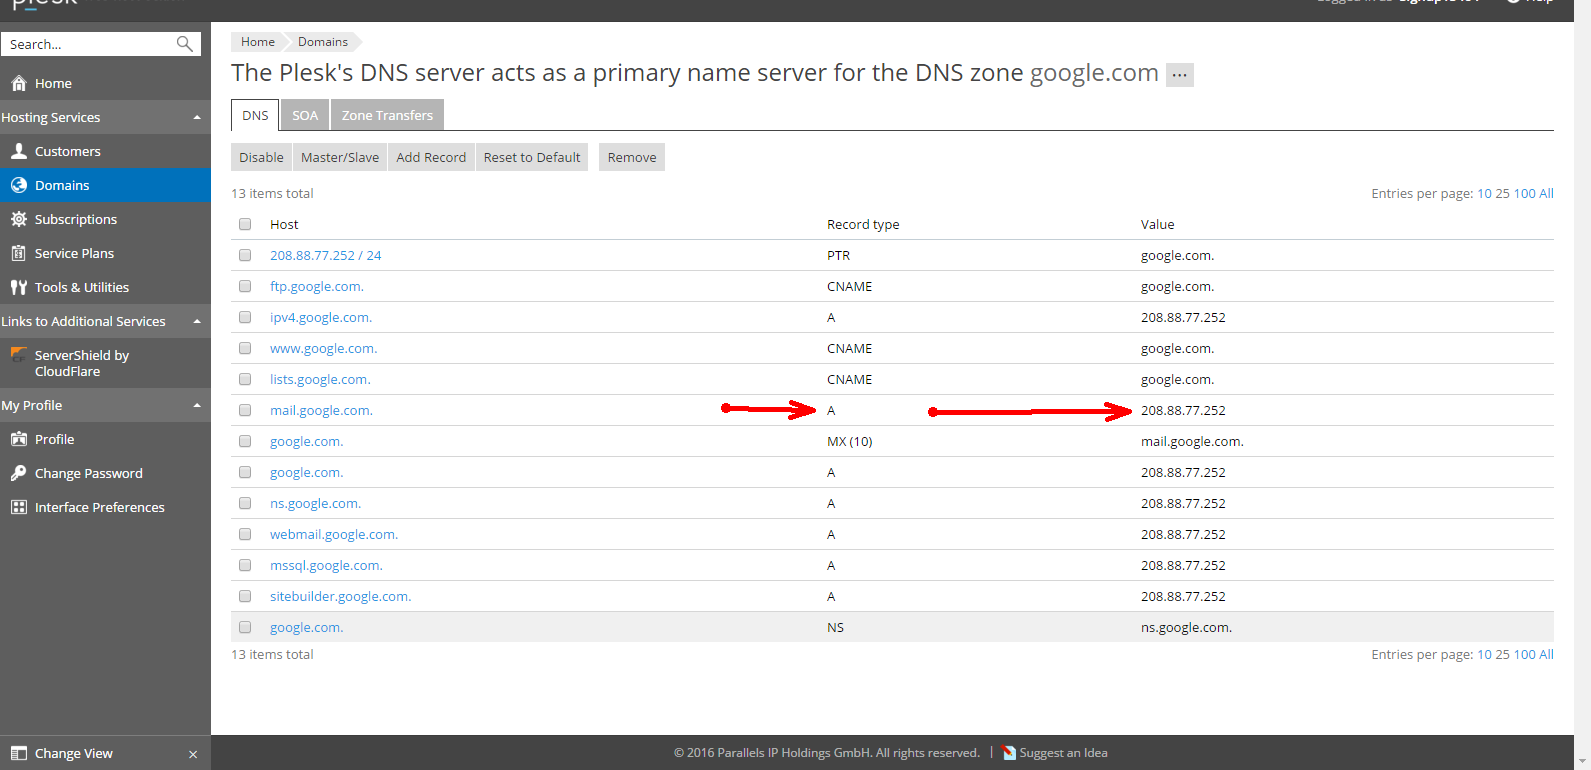 plesk
Help
Search...
Home
Hosting Services
Customers
Domains
Subscriptions
Service Plans
Tools & Utilities
Links to Additional Services
ServerShield by
CloudFlare
My Profile
Profile
Change Password
Interface Preferences
Change View
Home Domains
The Plesk's DNS server acts as a primary name server for the DNS zone google.com ...
DNS SOA Zone Transfers
Disable Master/Slave Add Record Reset to Default Remove
13 items total Entries per page: 10 25 100 All
Host Record type Value
208.88.77.252 / 24 PTR google.com.
ftp.google.com. CNAME google.com.
ipv4.google.com. A 208.88.77.252
www.google.com. CNAME google.com.
lists.google.com. CNAME google.com.
mail.google.com. A 208.88.77.252
google.com. MX (10) mail.google.com.
google.com. A 208.88.77.252
ns.google.com. A 208.88.77.252
webmail.google.com. A 208.88.77.252
mssql.google.com. A 208.88.77.252
sitebuilder.google.com. A 208.88.77.252
google.com. NS ns.google.com.
13 items total Entries per page: 10 25 100 All
© 2016 Parallels IP Holdings GmbH. All rights reserved. | Suggest an Idea